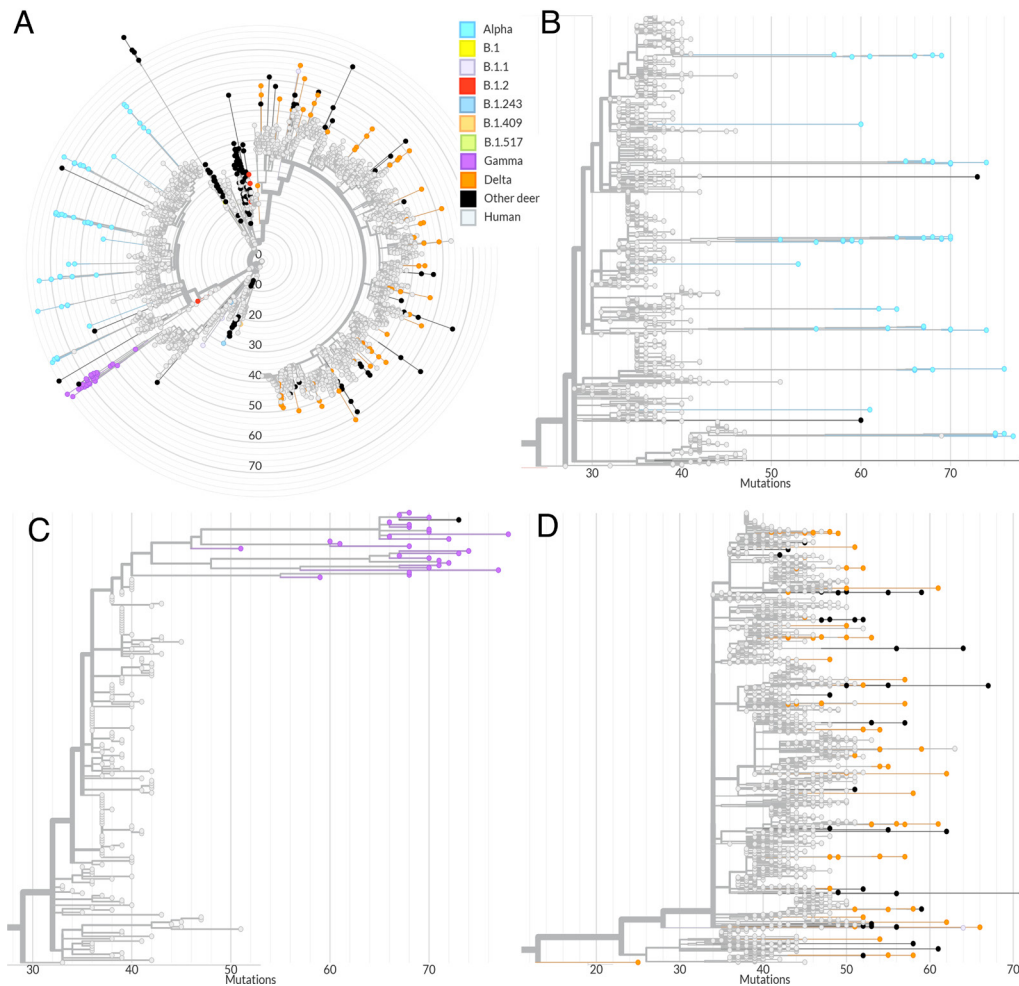 A
Alpha
B.1
B.1.1
B.1.2
B.1.243
B.1.409
B.1.517
Gamma
Delta
Other deer
Human
0
10
20
30
40
50
60
70
B
30
40
50
60
70
Mutations
C
30
40
50
60
70
Mutations
D
20
30
40
50
60
70
Mutations